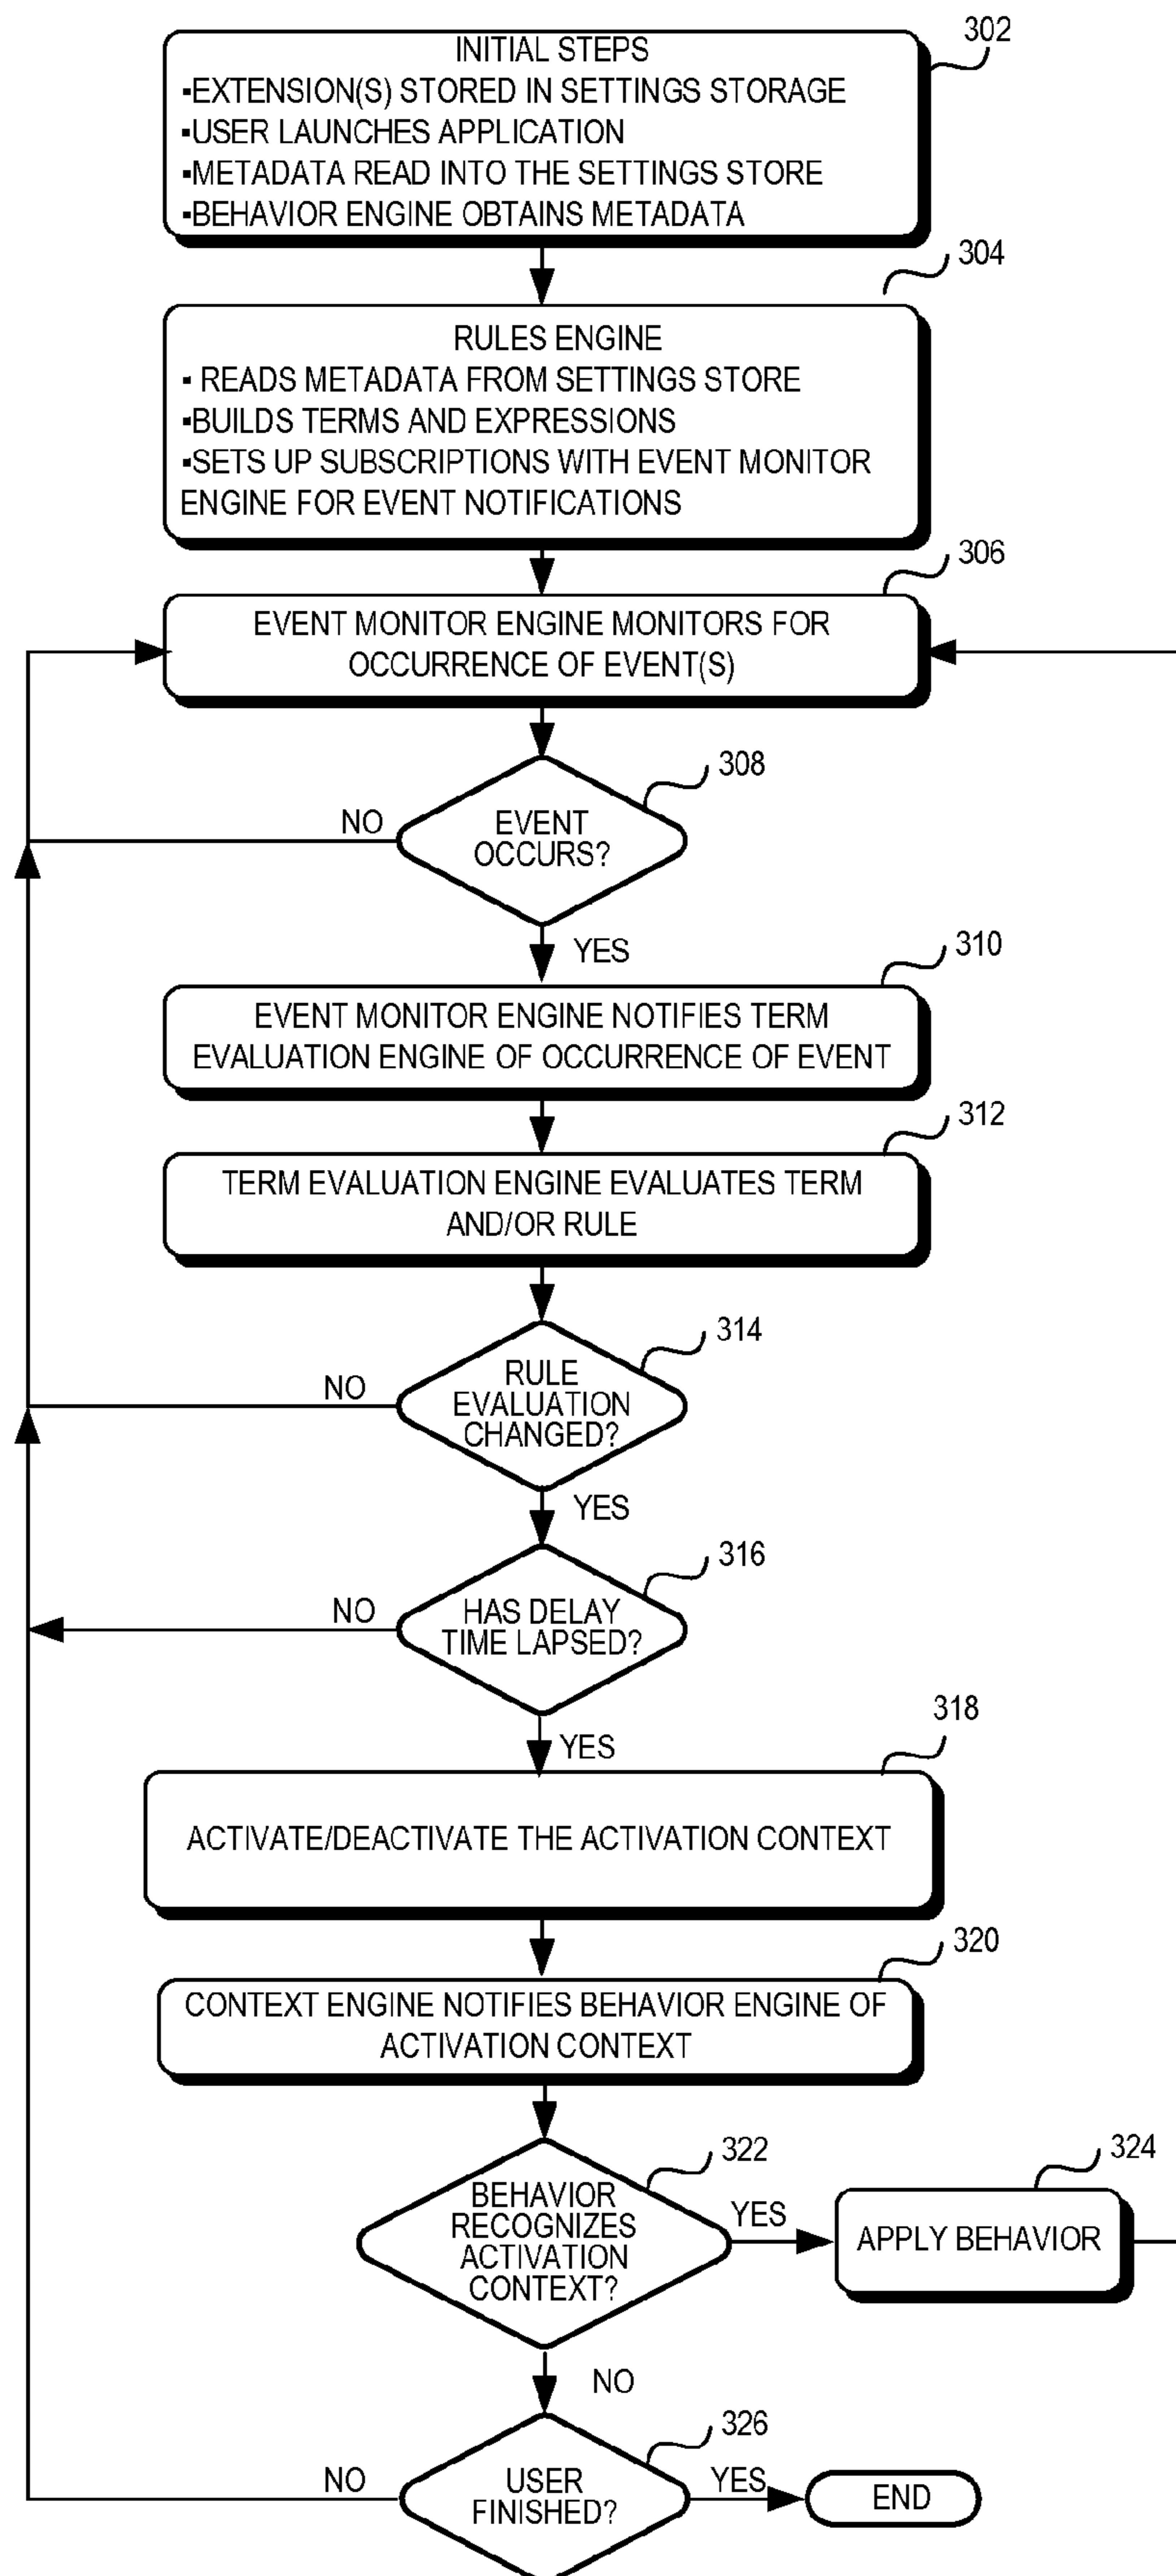 302
INITIAL STEPS
▪EXTENSION(S) STORED IN SETTINGS STORAGE
▪USER LAUNCHES APPLICATION
▪METADATA READ INTO THE SETTINGS STORE
▪BEHAVIOR ENGINE OBTAINS METADATA
304
RULES ENGINE
▪ READS METADATA FROM SETTINGS STORE
▪BUILDS TERMS AND EXPRESSIONS
▪SETS UP SUBSCRIPTIONS WITH EVENT MONITOR
ENGINE FOR EVENT NOTIFICATIONS
306
EVENT MONITOR ENGINE MONITORS FOR
OCCURRENCE OF EVENT(S)
308
NO
EVENT
OCCURS?
YES
310
EVENT MONITOR ENGINE NOTIFIES TERM
EVALUATION ENGINE OF OCCURRENCE OF EVENT
312
TERM EVALUATION ENGINE EVALUATES TERM
AND/OR RULE
314
NO
RULE
EVALUATION
CHANGED?
YES
316
NO
HAS DELAY
TIME LAPSED?
YES
318
ACTIVATE/DEACTIVATE THE ACTIVATION CONTEXT
320
CONTEXT ENGINE NOTIFIES BEHAVIOR ENGINE OF
ACTIVATION CONTEXT
322
BEHAVIOR
RECOGNIZES
ACTIVATION
CONTEXT?
YES
324
APPLY BEHAVIOR
NO
326
NO
USER
FINISHED?
YES
END